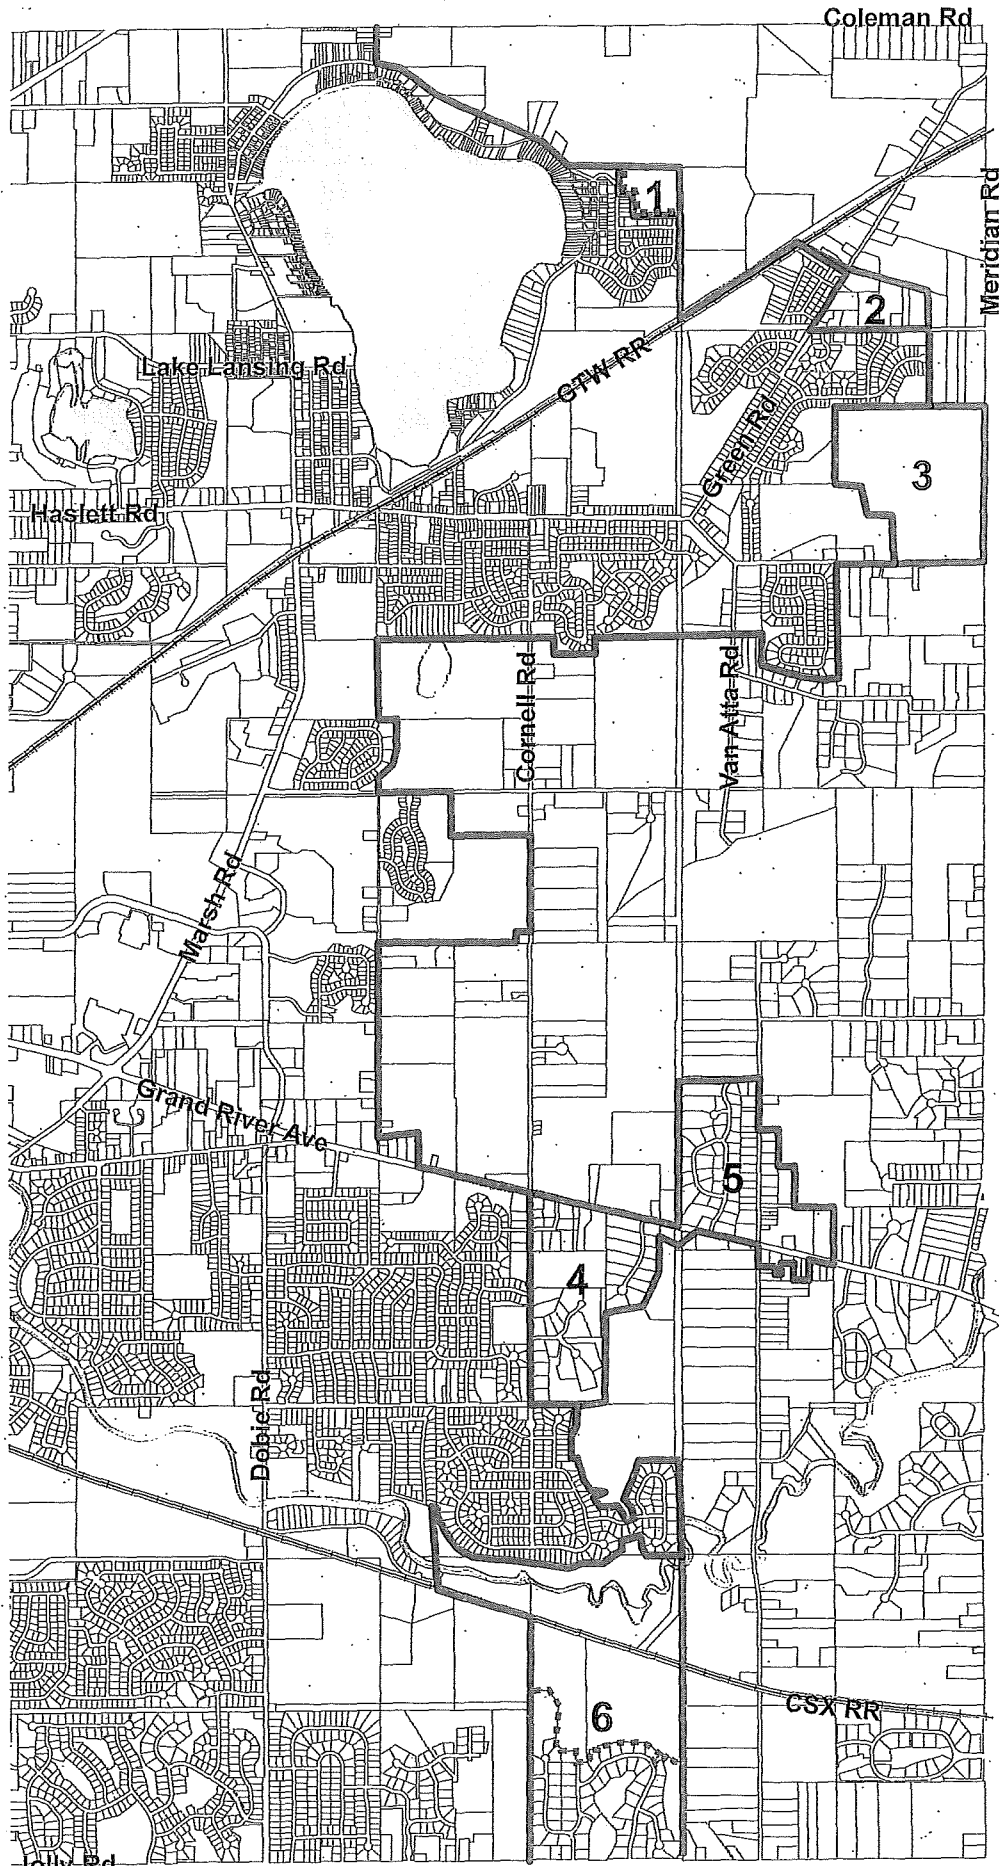 Coleman Rd
1
Meridian Rd
2
Lake Lansing Rd
GTW RR
Green Rd
3
Haslett Rd
Cornell Rd
Van Atta Rd
Marsh Rd
Grand River Ave
5
4
Dobie Rd
CSX RR
6
Jolly Rd